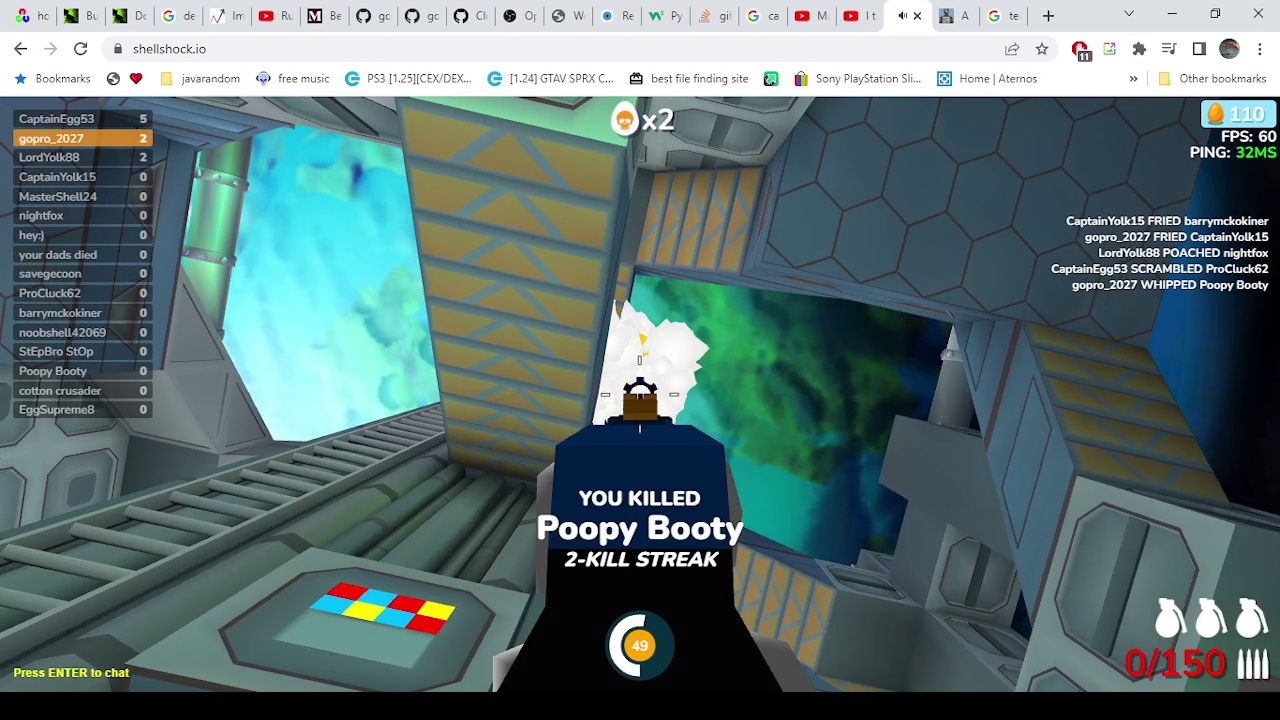 hc
Bu
Do
de
Im
Ru
Be
gc
gc
Cl
Op
W
Re
Py
git
ca
M
I t
A
te
shellshock.io
11
Bookmarks
javarandom
free music
PS3 [1.25][CEX/DEX...
[1.24] GTAV SPRX C...
best file finding site
Sony PlayStation Sli...
Home | Aternos
»
Other bookmarks
CaptainEgg53 5
gopro_2027 2
LordYolk88 2
CaptainYolk15 0
MasterShell24 0
nightfox 0
hey:) 0
your dads died 0
savegecoon 0
ProCluck62 0
barrymckokiner 0
noobshell42069 0
StEpBro StOp 0
Poopy Booty 0
cotton crusader 0
EggSupreme8 0
x2
110
FPS: 60
PING: 32MS
CaptainYolk15 FRIED barrymckokiner
gopro_2027 FRIED CaptainYolk15
LordYolk88 POACHED nightfox
CaptainEgg53 SCRAMBLED ProCluck62
gopro_2027 WHIPPED Poopy Booty
YOU KILLED
Poopy Booty
2-KILL STREAK
49
Press ENTER to chat
0/150